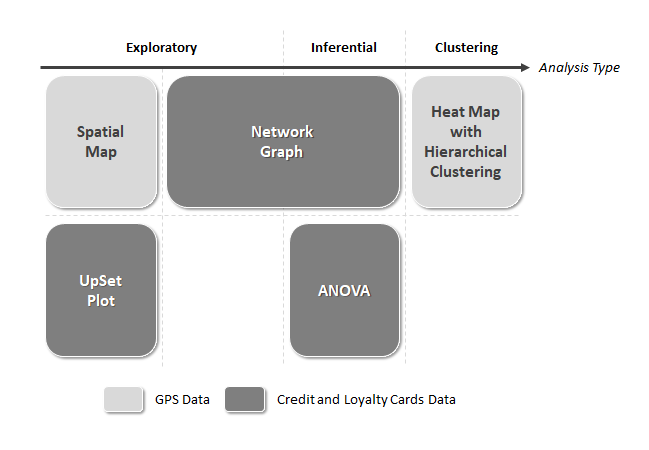 Exploratory Inferential Clustering
Analysis Type
Spatial
Map
Network
Graph
Heat Map
with
Hierarchical
Clustering
UpSet
Plot
ANOVA
GPS Data
Credit and Loyalty Cards Data